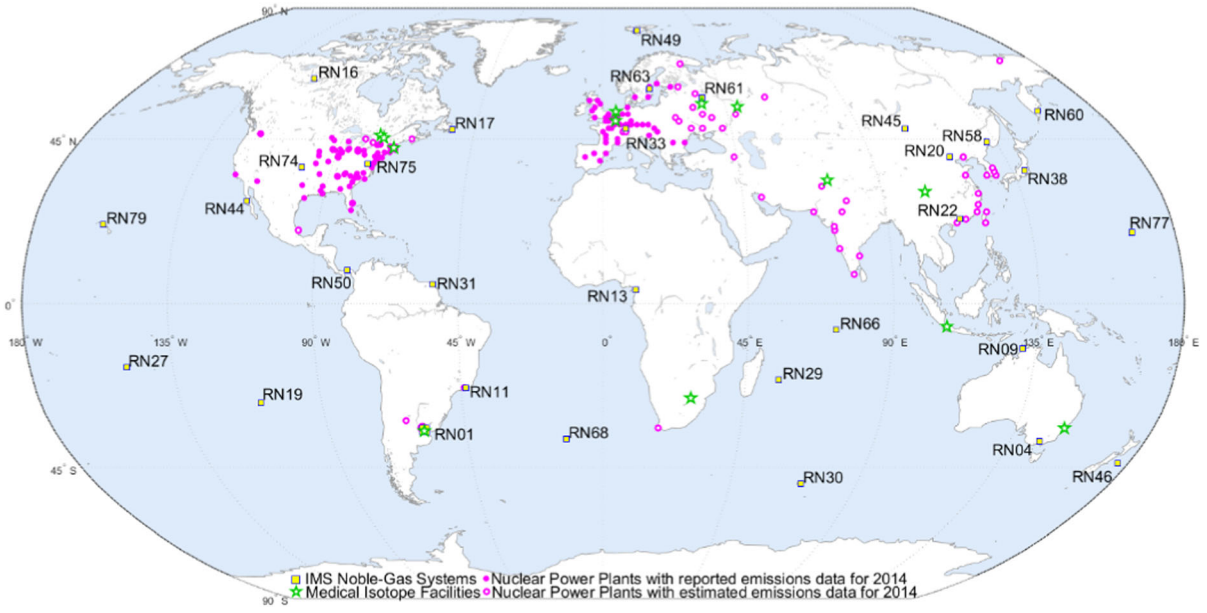 90° N
RN49
RN16
RN63
RN61
RN60
RN17
RN45
RN58
45° N
RN33
RN20
RN74
RN75
RN38
RN44
RN22
RN79
RN77
RN50
RN31
RN13
0°
RN66
180° W
135° W
90° W
45° W
0°
45° E
90° E
RN09
135° E
180° E
RN27
RN29
RN19
RN11
RN01
RN68
RN04
45° S
RN30
RN46
IMS Noble-Gas Systems
Nuclear Power Plants with reported emissions data for 2014
Medical Isotope Facilities
Nuclear Power Plants with estimated emissions data for 2014
90° S